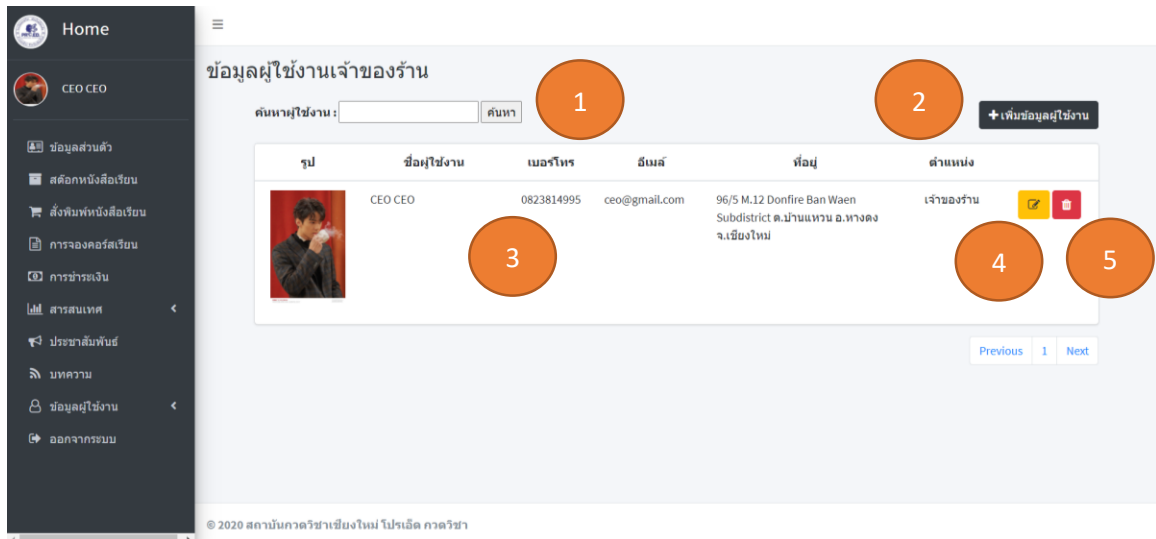 Home
CEO CEO
ข้อมูลส่วนตัว
สต๊อกหนังสือเรียน
สั่งพิมพ์หนังสือเรียน
การจองคอร์สเรียน
การชำระเงิน
สารสนเทศ
ประชาสัมพันธ์
บทความ
ข้อมูลผู้ใช้งาน
ออกจากระบบ
ข้อมูลผู้ใช้งานเจ้าของร้าน
ค้นหาผู้ใช้งาน : ค้นหา 1 2 เพิ่มข้อมูลผู้ใช้งาน
รูป ชื่อผู้ใช้งาน เบอร์โทร อีเมล์ ที่อยู่ ตำแหน่ง
CEO CEO 0823814995 ceo@gmail.com 96/5 M.12 Donfire Ban Waen เจ้าของร้าน
Subdistrict ต.บ้านแหวน อ.หางดง
จ.เชียงใหม่
3 4 5
Previous 1 Next
© 2020 สถาบันกวดวิชาเชียงใหม่ โปรเอ็ด กวดวิชา